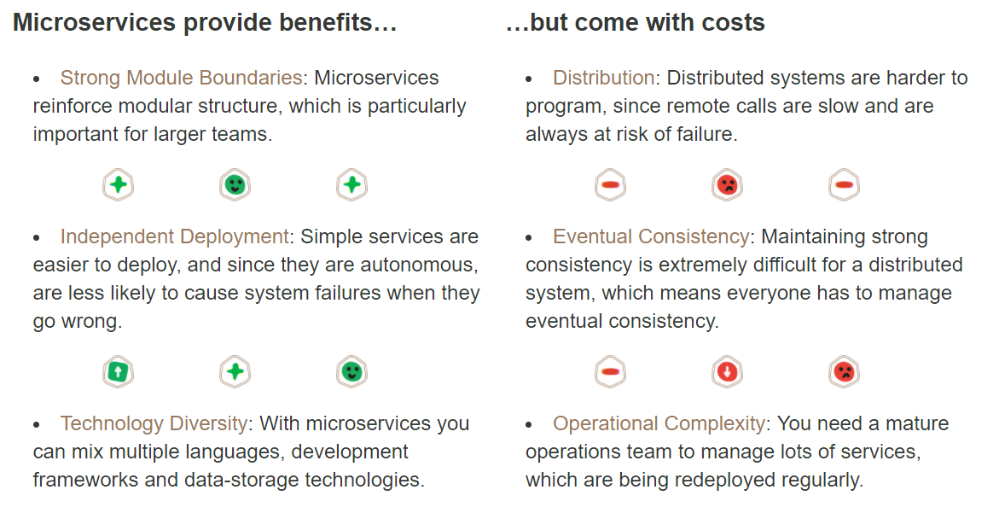 Microservices provide benefits…
• Strong Module Boundaries: Microservices
reinforce modular structure, which is particularly
important for larger teams.
• Independent Deployment: Simple services are
easier to deploy, and since they are autonomous,
are less likely to cause system failures when they
go wrong.
• Technology Diversity: With microservices you
can mix multiple languages, development
frameworks and data-storage technologies.
…but come with costs
• Distribution: Distributed systems are harder to
program, since remote calls are slow and are
always at risk of failure.
• Eventual Consistency: Maintaining strong
consistency is extremely difficult for a distributed
system, which means everyone has to manage
eventual consistency.
• Operational Complexity: You need a mature
operations team to manage lots of services,
which are being redeployed regularly.